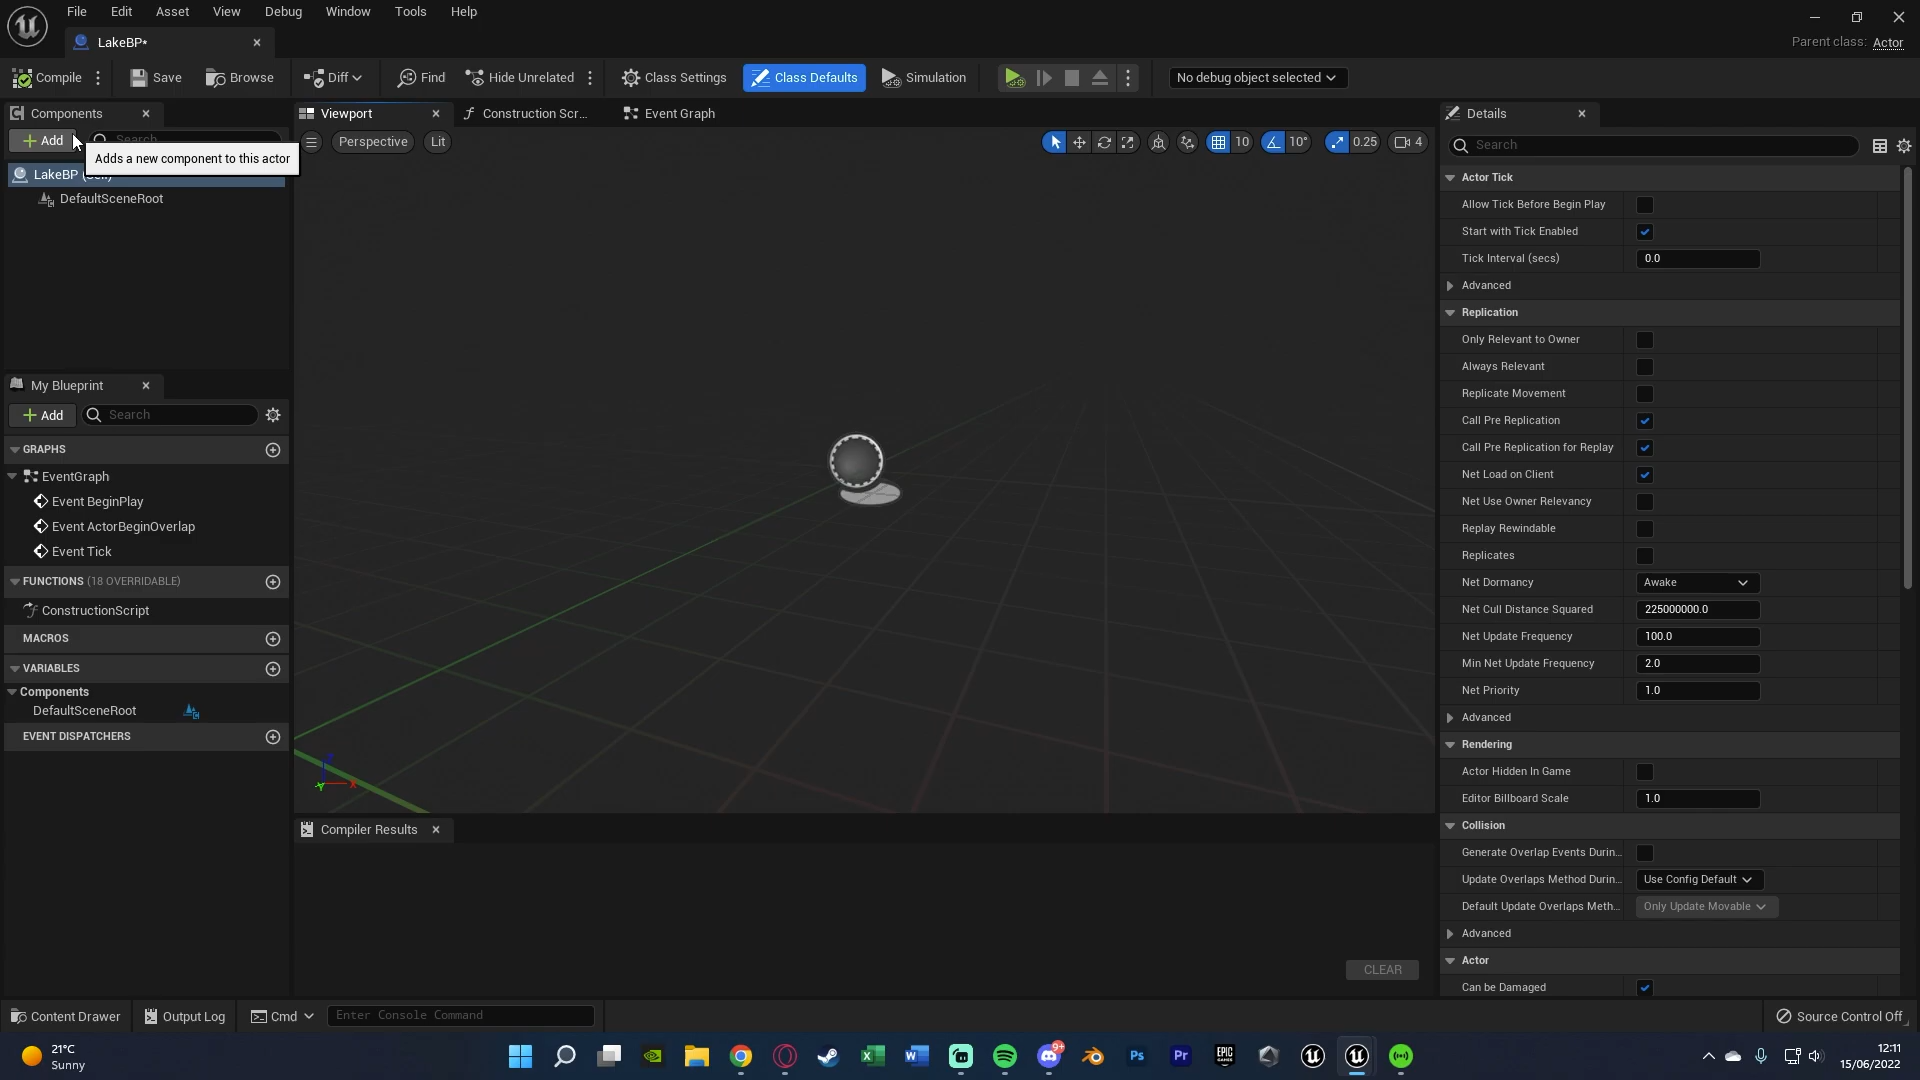 File Edit Asset View Debug Window Tools Help
LakeBP*
Parent class: Actor
Compile Save Browse Diff Find Hide Unrelated Class Settings Class Defaults Simulation No debug object selected
Components
Add Search
Adds a new component to this actor
LakeBP (Self)
DefaultSceneRoot
My Blueprint
Add Search
GRAPHS
EventGraph
Event BeginPlay
Event ActorBeginOverlap
Event Tick
FUNCTIONS (18 OVERRIDABLE)
ConstructionScript
MACROS
VARIABLES
Components
DefaultSceneRoot
EVENT DISPATCHERS
Viewport Construction Scr... Event Graph
Perspective Lit 10 10° 0.25 4
Z
Y X
Compiler Results
CLEAR
Details
Search
Actor Tick
Allow Tick Before Begin Play
Start with Tick Enabled
Tick Interval (secs) 0.0
Advanced
Replication
Only Relevant to Owner
Always Relevant
Replicate Movement
Call Pre Replication
Call Pre Replication for Replay
Net Load on Client
Net Use Owner Relevancy
Replay Rewindable
Replicates
Net Dormancy Awake
Net Cull Distance Squared 225000000.0
Net Update Frequency 100.0
Min Net Update Frequency 2.0
Net Priority 1.0
Advanced
Rendering
Actor Hidden In Game
Editor Billboard Scale 1.0
Collision
Generate Overlap Events Durin...
Update Overlaps Method Durin... Use Config Default
Default Update Overlaps Meth... Only Update Movable
Advanced
Actor
Can be Damaged
Content Drawer Output Log Cmd Enter Console Command Source Control Off
21°C
Sunny
W
9+
Ps
Pr
EPIC
GAMES
12:11
15/06/2022